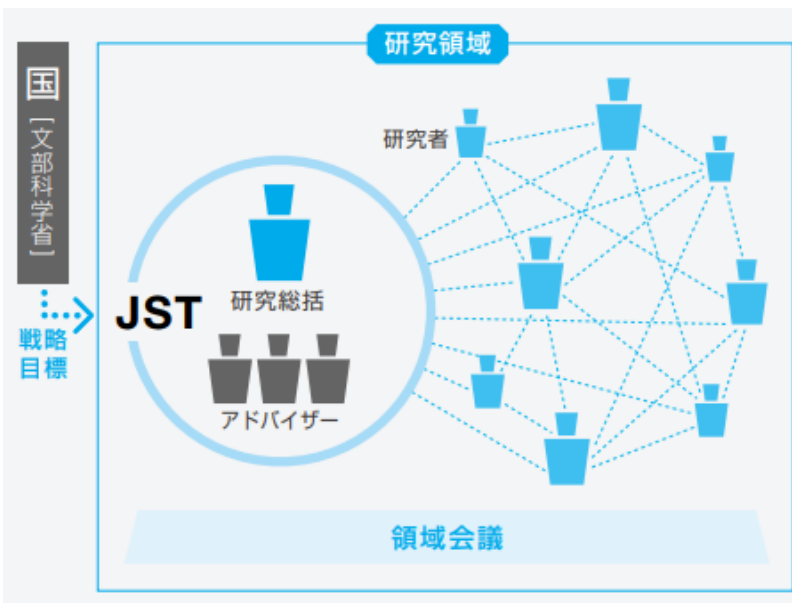 研究領域
国
[文部科学省]
研究者
JST
研究総括
戦略
目標
アドバイザー
領域会議